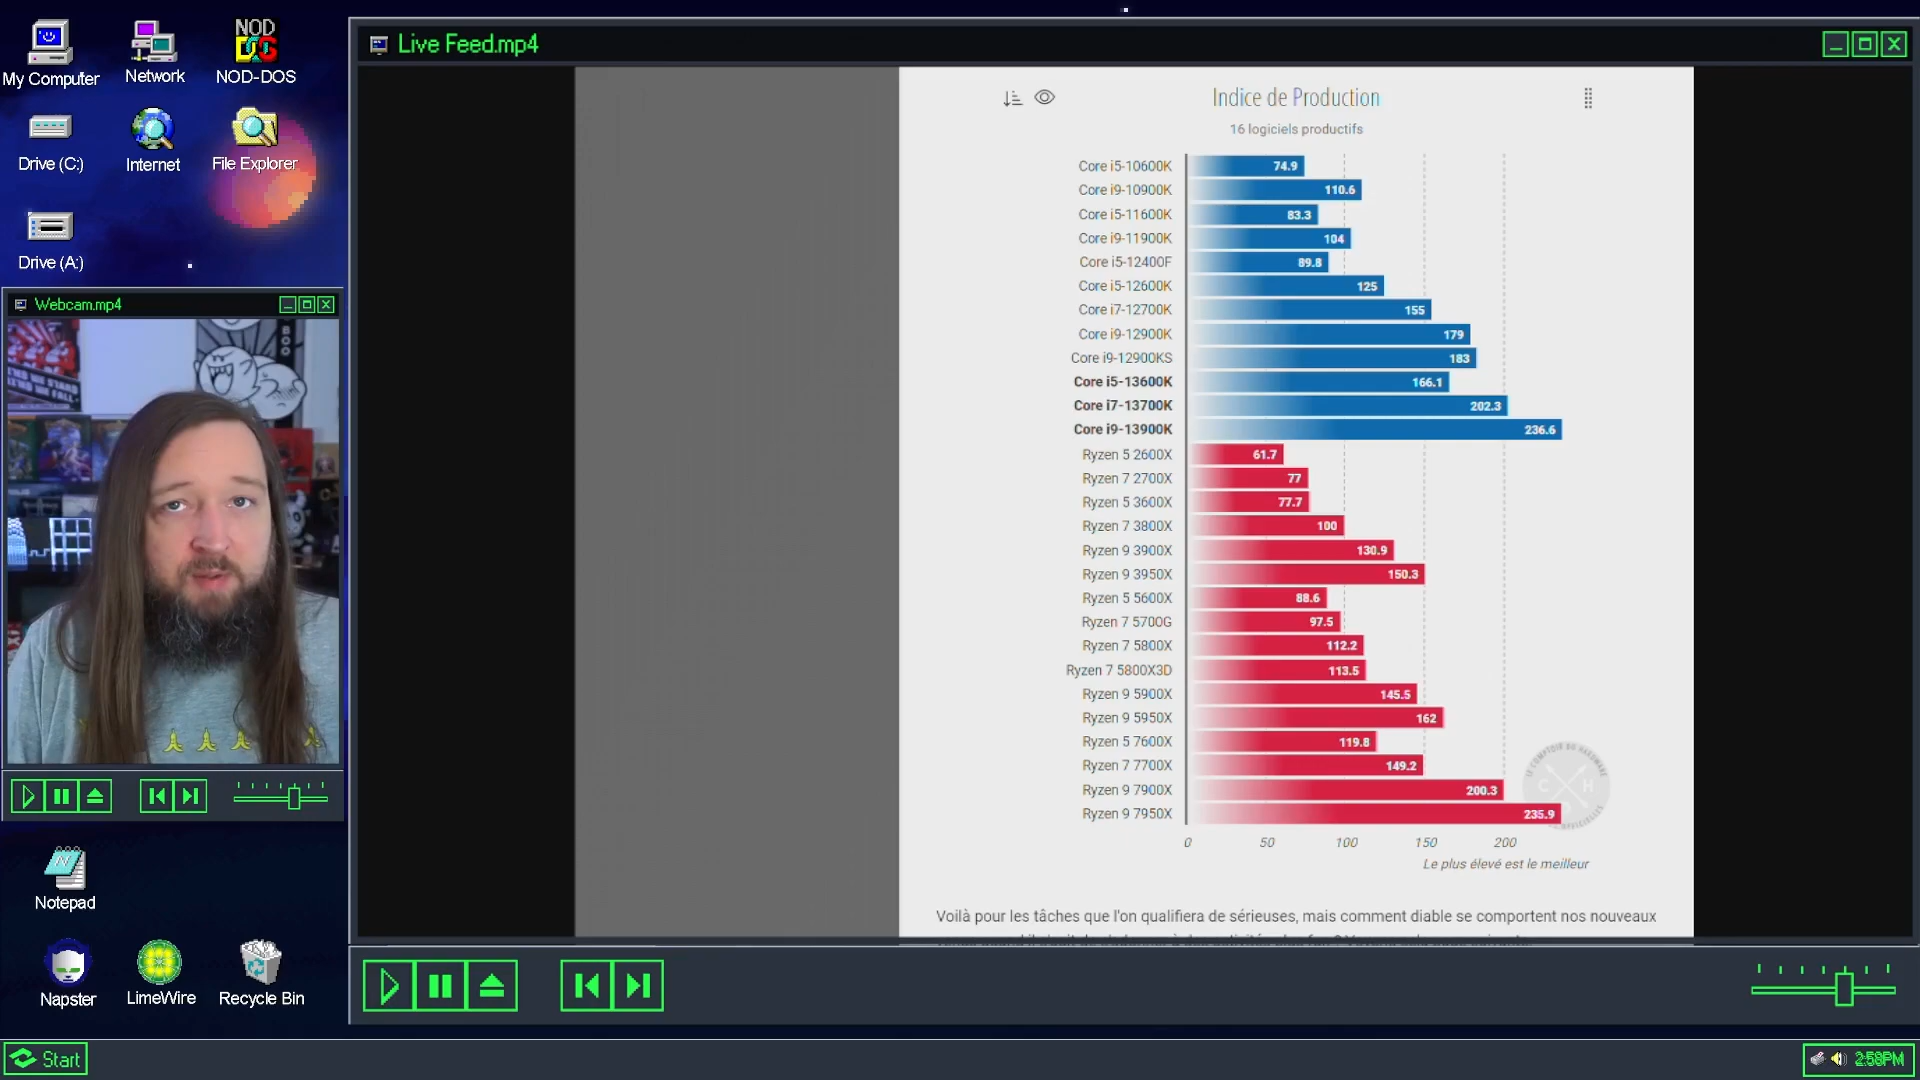 My Computer
Network
NOD-DOS
Drive (C:)
Internet
File Explorer
Drive (A:)
Webcam.mp4
BOO
Notepad
Napster
LimeWire
Recycle Bin
Start
Live Feed.mp4
Indice de Production
16 logiciels productifs
Core i5-10600K 74.9
Core i9-10900K 110.6
Core i5-11600K 83.3
Core i9-11900K 104
Core i5-12400F 89.8
Core i5-12600K 125
Core i7-12700K 155
Core i9-12900K 179
Core i9-12900KS 183
Core i5-13600K 166.1
Core i7-13700K 202.3
Core i9-13900K 236.6
Ryzen 5 2600X 61.7
Ryzen 7 2700X 77
Ryzen 5 3600X 77.7
Ryzen 7 3800X 100
Ryzen 9 3900X 130.9
Ryzen 9 3950X 150.3
Ryzen 5 5600X 88.6
Ryzen 7 5700G 97.5
Ryzen 7 5800X 112.2
Ryzen 7 5800X3D 113.5
Ryzen 9 5900X 145.5
Ryzen 9 5950X 162
Ryzen 5 7600X 119.8
Ryzen 7 7700X 149.2
Ryzen 9 7900X 200.3
Ryzen 9 7950X 235.9
LE COMPTOIR DU HARDWARE
C H
0 50 100 150 200
Le plus élevé est le meilleur
Voilà pour les tâches que l'on qualifiera de sérieuses, mais comment diable se comportent nos nouveaux
2:58PM